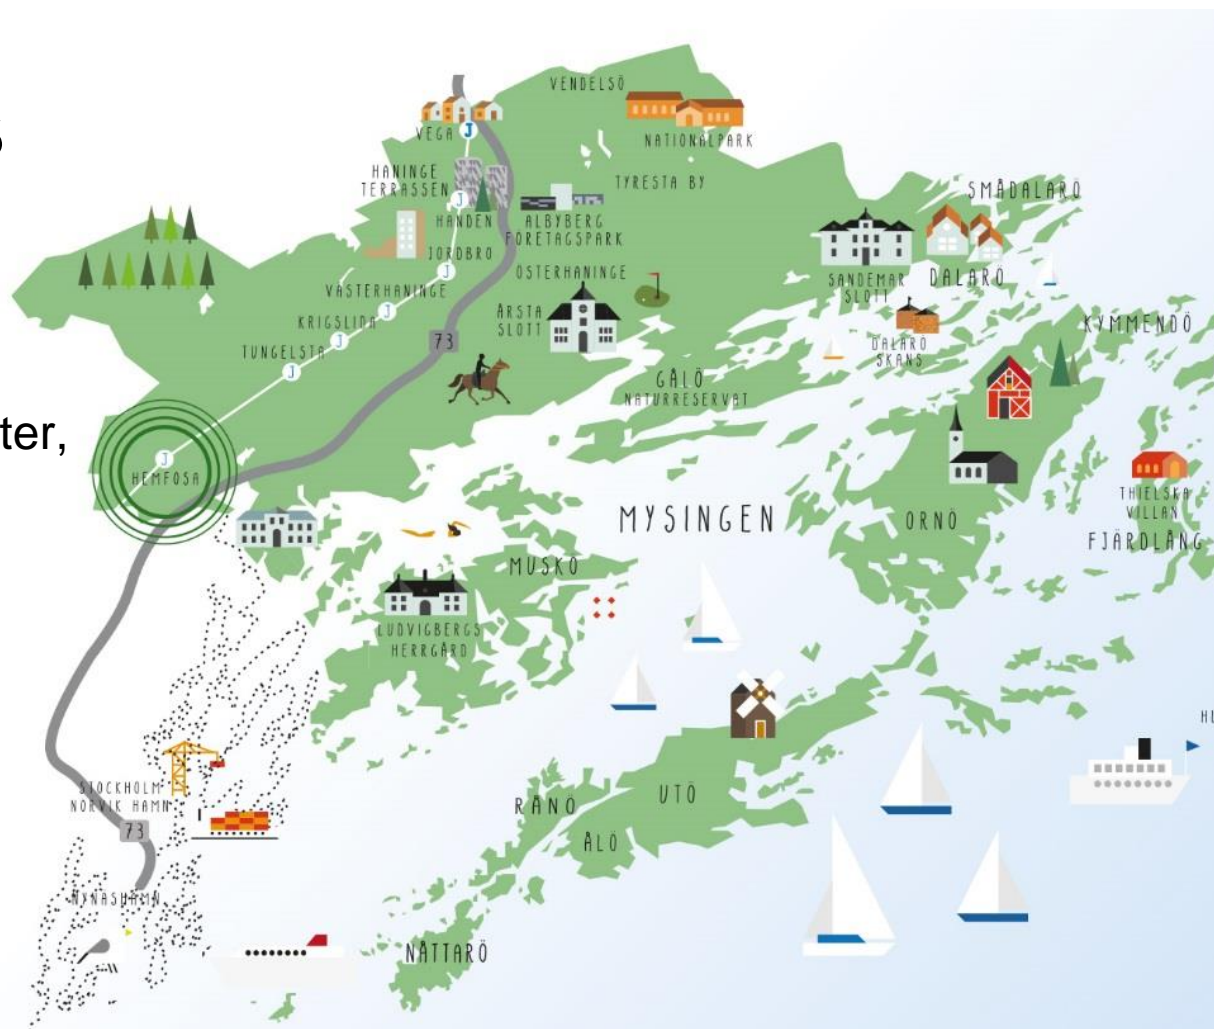 ter,
VENDELSÖ
NATIONALPARK
VEGA J
HANINGE
TERRASSEN
TYRESTA BY
SMÅDALARÖ
J
HANDEN
ALBYBERG
FÖRETAGSPARK
JORDBRO
J
ÖSTERHANINGE
SANDEMAR
SLOTT
DALARÖ
VÄSTERHANINGE
J
ÅRSTA
SLOTT
KRIGSLIDA
J
TUNGELSTA
J
73
DALARÖ
SKANS
KYMMENDÖ
GÅLÖ
NATURRESERVAT
J
HEMFOSA
MYSINGEN
ORNÖ
THIELSKA
VILLAN
FJÄRDLÅNG
MUSKÖ
LUDVIGBERGS
HERRGÅRD
STOCKHOLM
NORVIK HAMN
73
RÅNÖ
UTÖ
ÅLÖ
NYNÄSHAMN
NÅTTARÖ